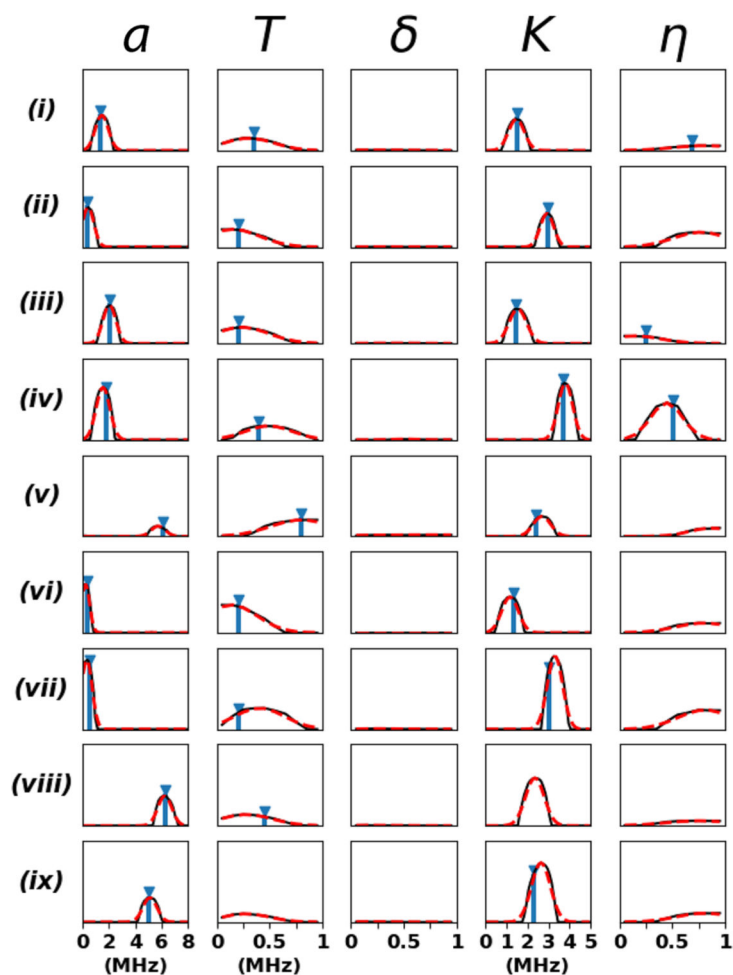 a T δ K η
(i)
(ii)
(iii)
(iv)
(v)
(vi)
(vii)
(viii)
(ix)
0 2 4 6 8 0 0.5 1 0 0.5 1 0 1 2 3 4 5 0 0.5 1
(MHz) (MHz)